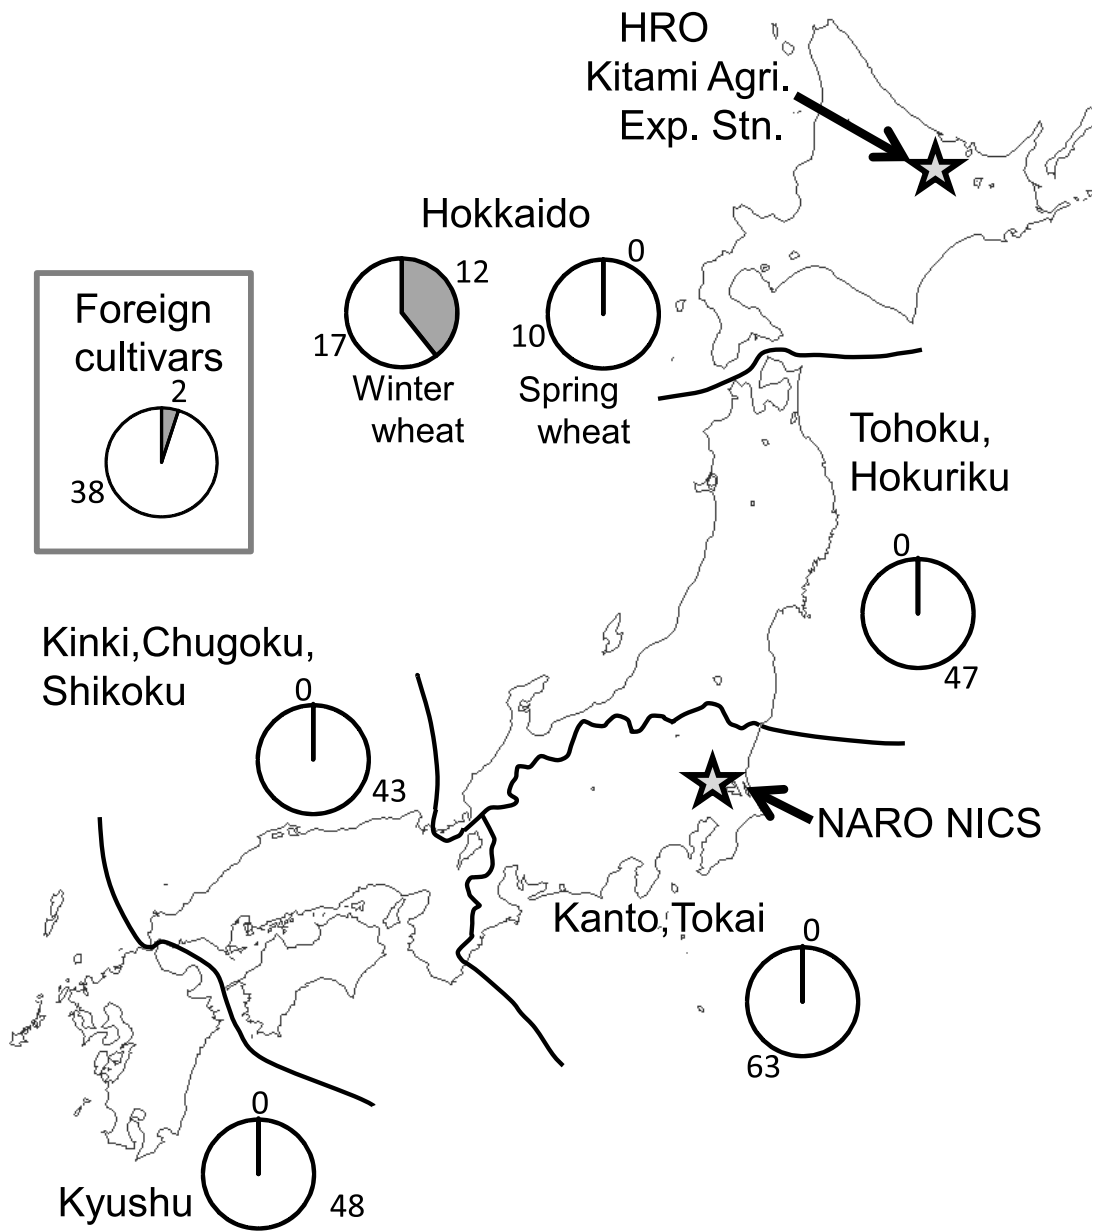 HRO
Kitami Agri.
Exp. Stn.
Hokkaido
12
17
Winter
wheat
0
10
Spring
wheat
Foreign
cultivars
2
38
Tohoku,
Hokuriku
0
47
Kinki,Chugoku,
Shikoku
0
43
NARO NICS
Kanto,Tokai
0
63
0
Kyushu
48